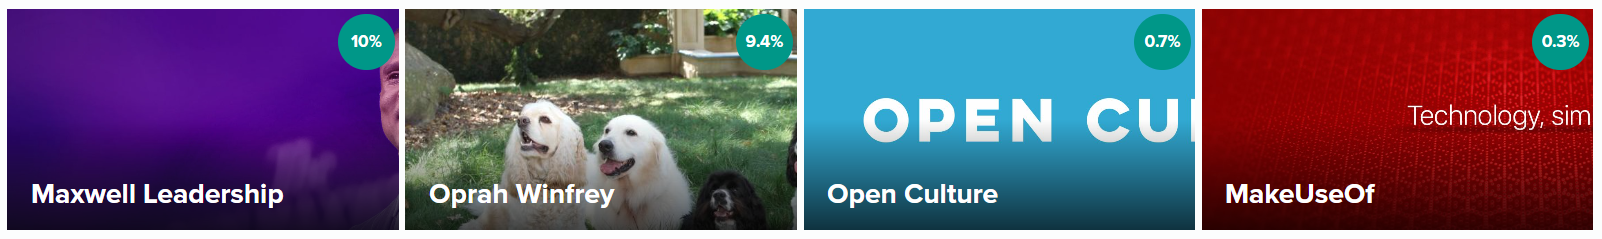 10%
Maxwell Leadership
9.4%
Oprah Winfrey
0.7%
OPEN CU
Open Culture
0.3%
Technology, sim
MakeUseOf